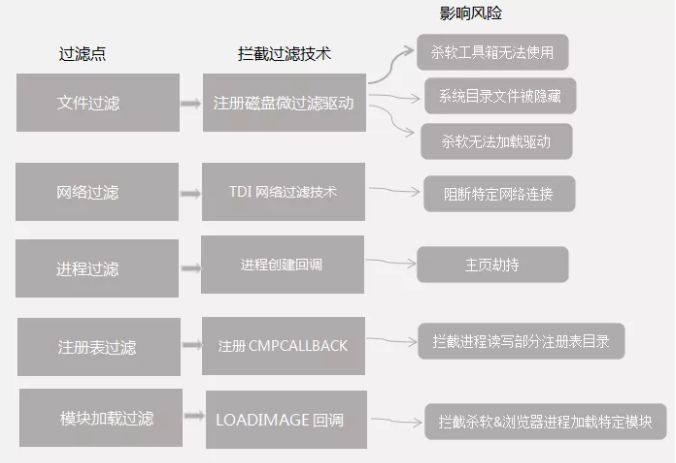 影响风险
过滤点
拦截过滤技术
杀软工具箱无法使用
文件过滤
注册磁盘微过滤驱动
系统目录文件被隐藏
杀软无法加载驱动
网络过滤
TDI 网络过滤技术
阻断特定网络连接
进程过滤
进程创建回调
主页劫持
注册表过滤
注册 CMPCALLBACK
拦截进程读写部分注册表目录
模块加载过滤
LOADIMAGE 回调
拦截杀软&浏览器进程加载特定模块